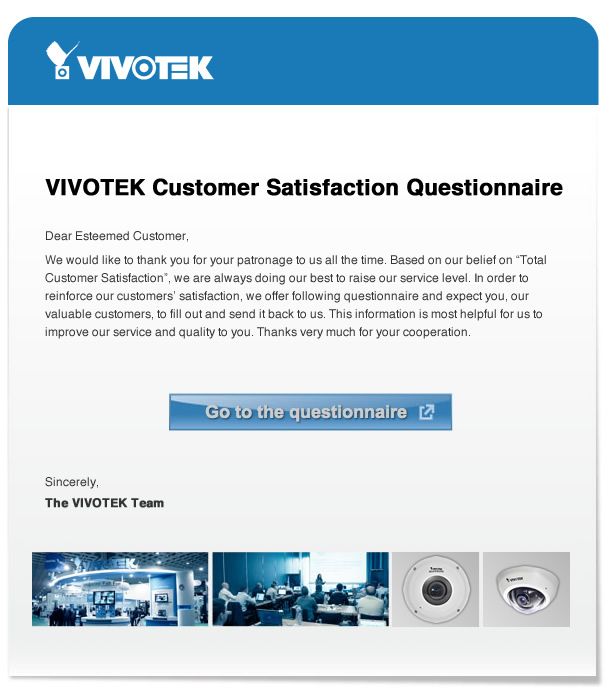 VIVOTEK
VIVOTEK Customer Satisfaction Questionnaire
Dear Esteemed Customer,
We would like to thank you for your patronage to us all the time. Based on our belief on “Total
Customer Satisfaction”, we are always doing our best to raise our service level. In order to
reinforce our customers’ satisfaction, we offer following questionnaire and expect you, our
valuable customers, to fill out and send it back to us. This information is most helpful for us to
improve our service and quality to you. Thanks very much for your cooperation.
Go to the questionnaire
Sincerely,
The VIVOTEK Team
VIVOTEK